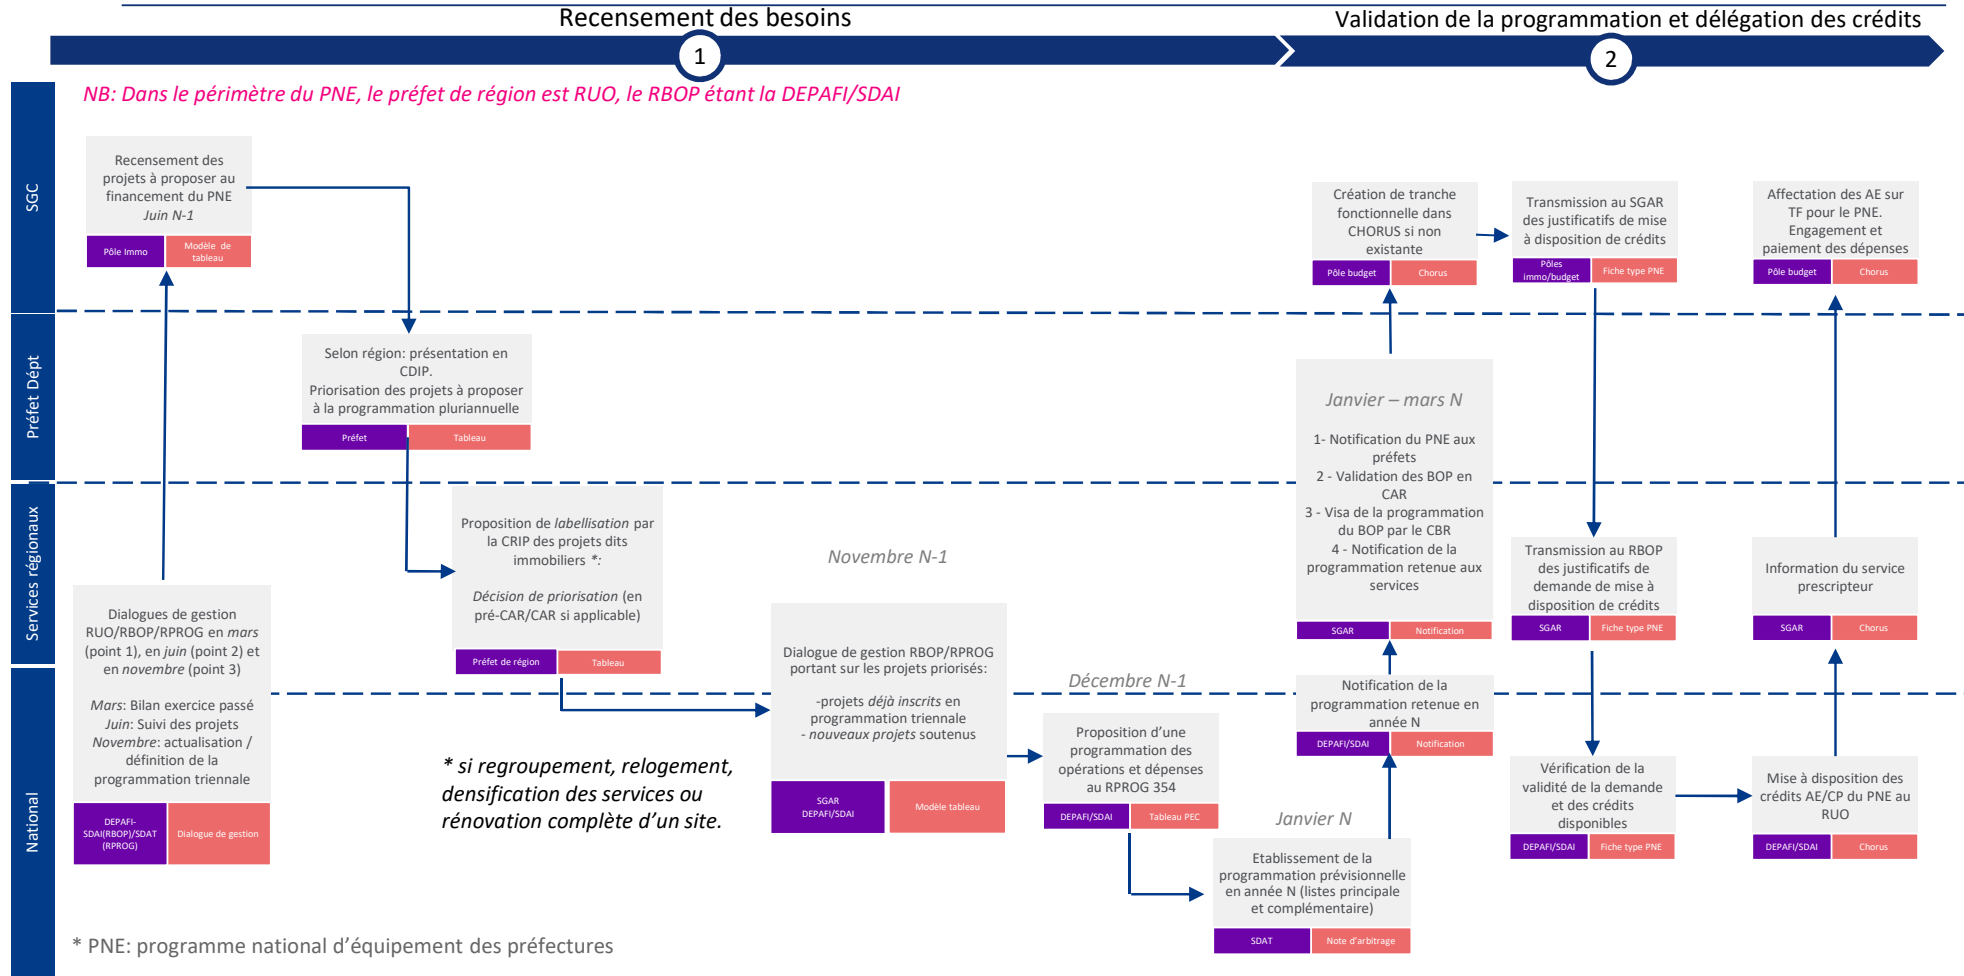 Recensement des besoins
Validation de la programmation et délégation des crédits
1
2
NB: Dans le périmètre du PNE, le préfet de région est RUO, le RBOP étant la DEPAFI/SDAI
SGC
Recensement des
projets à proposer au
financement du PNE
Juin N-1
Pôle Immo
Modèle de
tableau
Création de tranche
fonctionnelle dans
CHORUS si non
existante
Pôle budget
Chorus
Transmission au SGAR
des justificatifs de mise
à disposition de crédits
Pôles
immo/budget
Fiche type PNE
Affectation des AE sur
TF pour le PNE.
Engagement et
paiement des dépenses
Pôle budget
Chorus
Préfet Dépt
Selon région: présentation en
CDIP.
Priorisation des projets à proposer
à la programmation pluriannuelle
Préfet
Tableau
Janvier – mars N
1- Notification du PNE aux
préfets
2 - Validation des BOP en
CAR
3 - Visa de la programmation
du BOP par le CBR
4 - Notification de la
programmation retenue aux
services
SGAR
Notification
Services régionaux
Proposition de labellisation par
la CRIP des projets dits
immobiliers *:
Décision de priorisation (en
pré-CAR/CAR si applicable)
Préfet de région
Tableau
Novembre N-1
Transmission au RBOP
des justificatifs de
demande de mise à
disposition de crédits
SGAR
Fiche type PNE
Information du service
prescripteur
SGAR
Chorus
Dialogues de gestion
RUO/RBOP/RPROG en mars
(point 1), en juin (point 2) et
en novembre (point 3)
Mars: Bilan exercice passé
Juin: Suivi des projets
Novembre: actualisation /
définition de la
programmation triennale
DEPAFI-
SDAI(RBOP)/SDAT
(RPROG)
Dialogue de gestion
Dialogue de gestion RBOP/RPROG
portant sur les projets priorisés:
-projets déjà inscrits en
programmation triennale
- nouveaux projets soutenus
SGAR
DEPAFI/SDAI
Modèle tableau
National
* si regroupement, relogement,
densification des services ou
rénovation complète d'un site.
Décembre N-1
Proposition d'une
programmation des
opérations et dépenses
au RPROG 354
DEPAFI/SDAI
Tableau PEC
Notification de la
programmation retenue en
année N
DEPAFI/SDAI
Notification
Janvier N
Etablissement de la
programmation prévisionnelle
en année N (listes principale
et complémentaire)
SDAT
Note d'arbitrage
Vérification de la
validité de la demande
et des crédits
disponibles
DEPAFI/SDAI
Fiche type PNE
Mise à disposition des
crédits AE/CP du PNE au
RUO
DEPAFI/SDAI
Chorus
* PNE: programme national d'équipement des préfectures